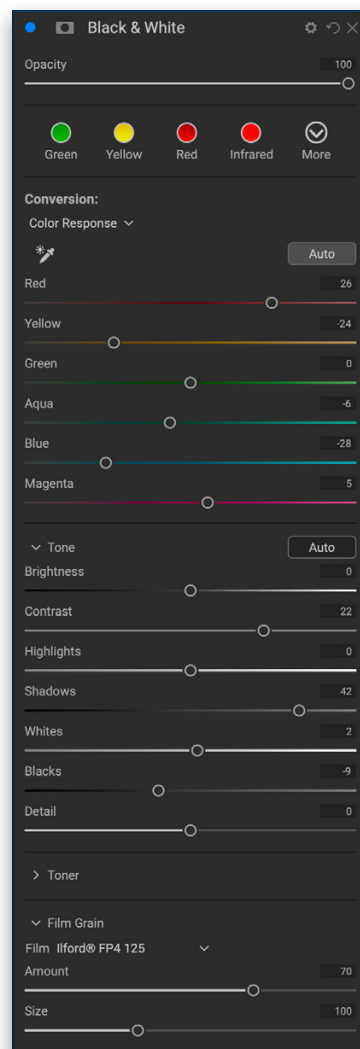 Black & White
Opacity 100
Green Yellow Red Infrared More
Conversion:
Color Response
Auto
Red 26
Yellow -24
Green 0
Aqua -6
Blue -28
Magenta 5
Tone Auto
Brightness 0
Contrast 22
Highlights 0
Shadows 42
Whites 2
Blacks -9
Detail 0
Toner
Film Grain
Film Ilford® FP4 125
Amount 70
Size 100